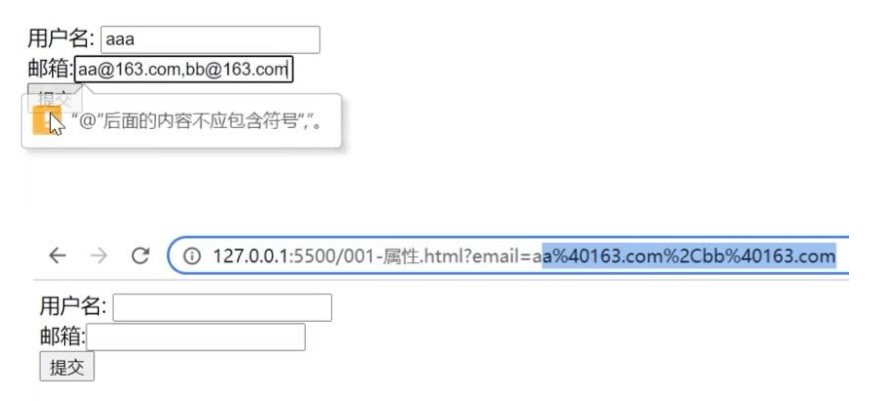 用户名: aaa
邮箱:aa@163.com,bb@163.com
提交
"@"后面的内容不应包含符号","。
127.0.0.1:5500/001-属性.html?email=aa%40163.com%2Cbb%40163.com
用户名:
邮箱:
提交